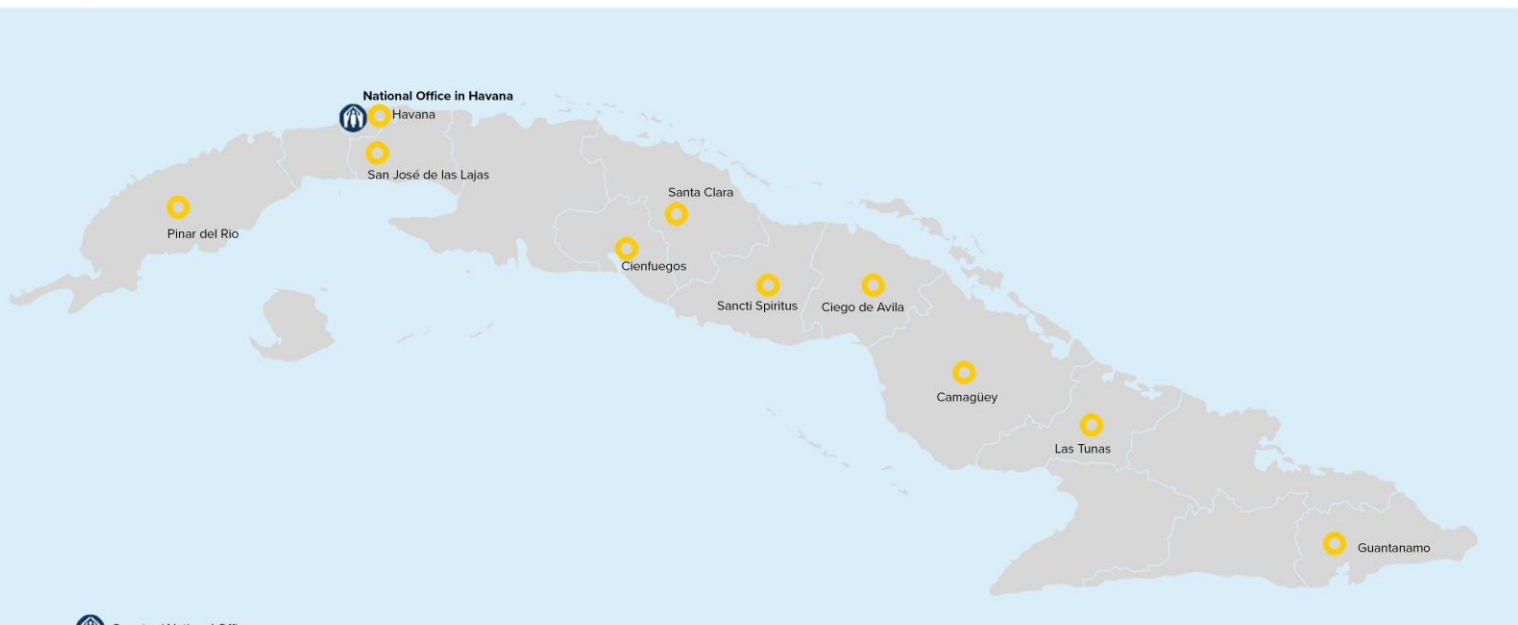 National Office in Havana
Havana
San José de las Lajas
Santa Clara
Pinar del Rio
Cienfuegos
Sancti Spiritus
Ciego de Avila
Camagüey
Las Tunas
Guantanamo